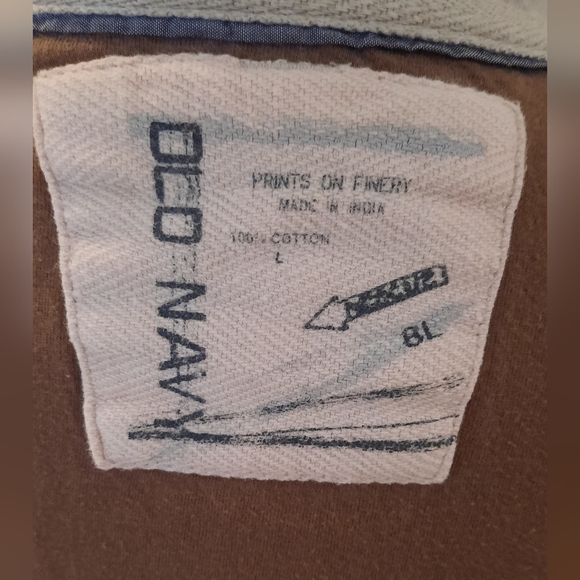 OLD NAVY
PRINTS ON FINERY
MADE IN INDIA
100% COTTON
L
8L